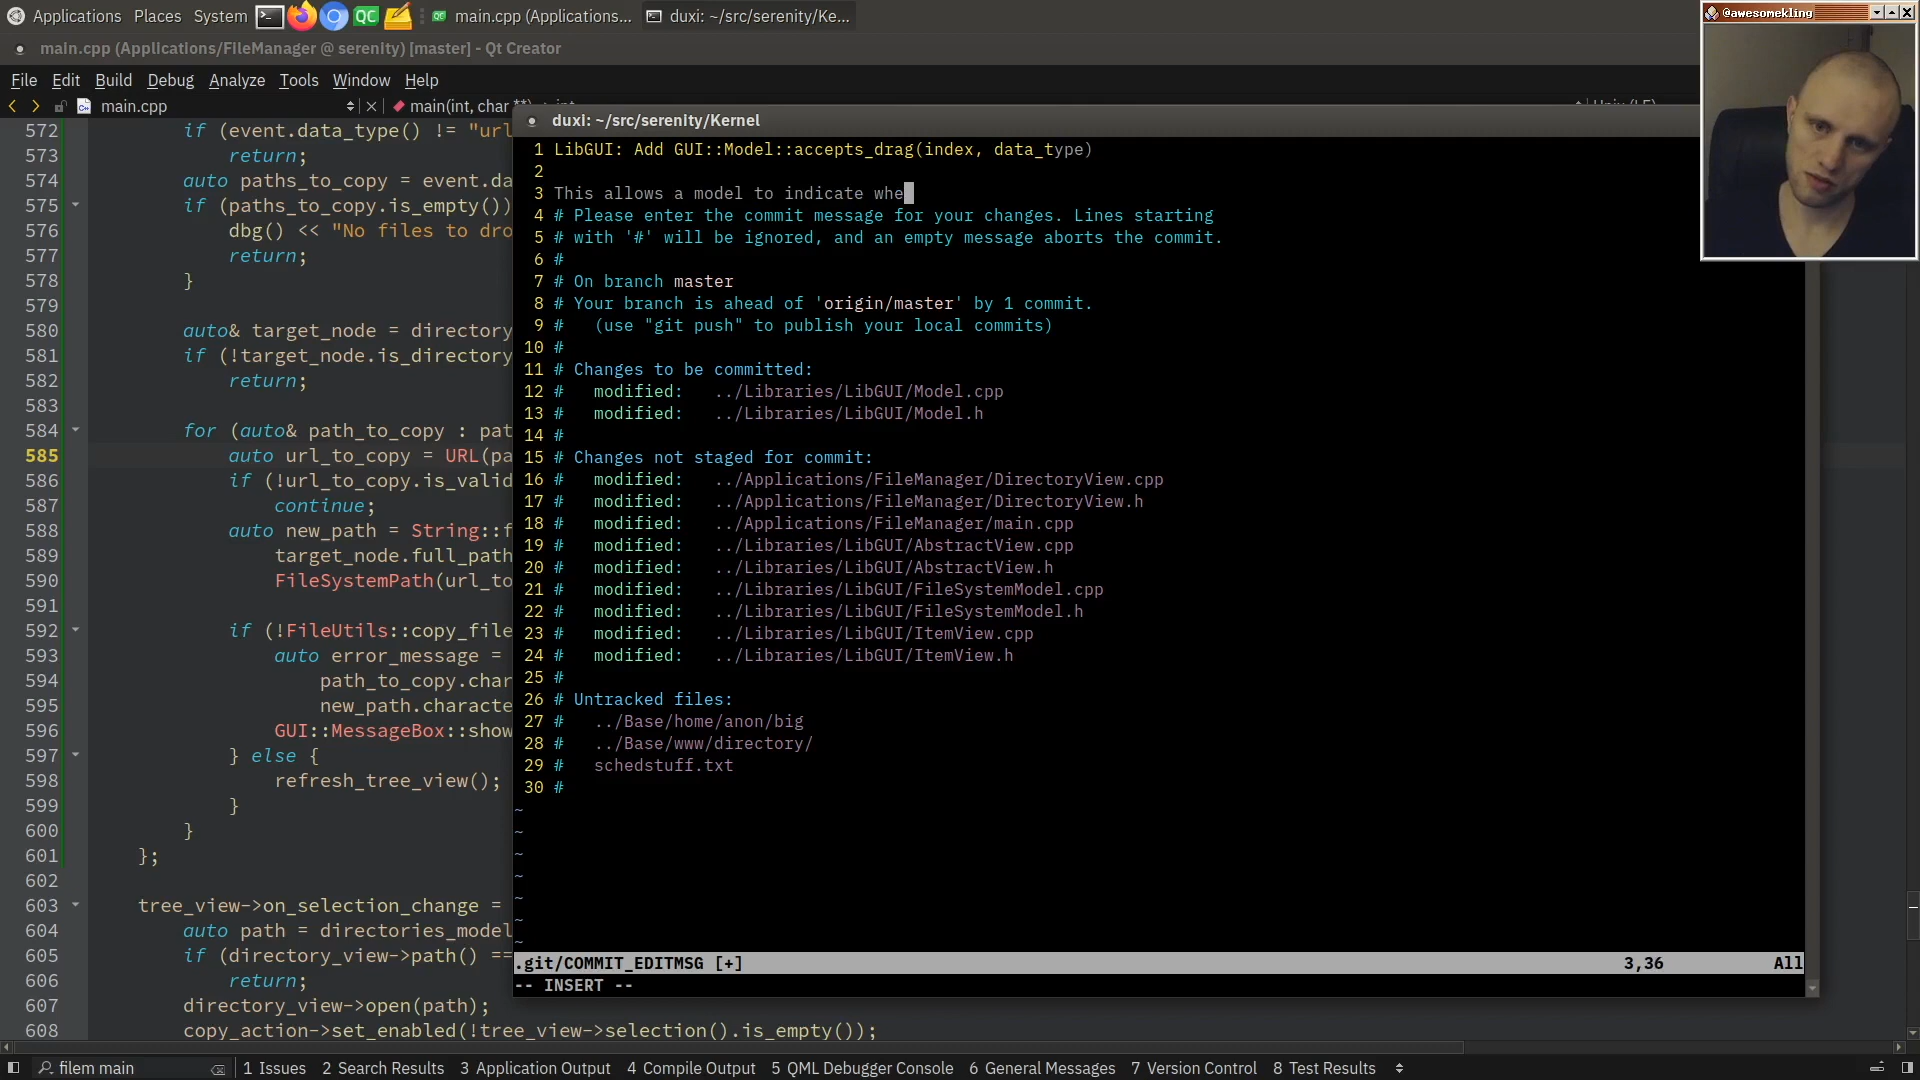 Applications Places System main.cpp (Applications... duxi: ~/src/serenity/Ke...
@awesomekling
main.cpp (Applications/FileManager @ serenity) [master] - Qt Creator
File Edit Build Debug Analyze Tools Window Help
main.cpp main(int, char **)
572 if (event.data_type() != "url
573 return;
574 auto paths_to_copy = event.da
575 if (paths_to_copy.is_empty())
576 dbg() << "No files to dro
577 return;
578 }
579
580 auto& target_node = directory
581 if (!target_node.is_directory
582 return;
583
584 for (auto& path_to_copy : pat
585 auto url_to_copy = URL(pa
586 if (!url_to_copy.is_valid
587 continue;
588 auto new_path = String::f
589 target_node.full_path
590 FileSystemPath(url_to
591
592 if (!FileUtils::copy_file
593 auto error_message =
594 path_to_copy.char
595 new_path.characte
596 GUI::MessageBox::show
597 } else {
598 refresh_tree_view();
599 }
600 }
601 };
602
603 tree_view->on_selection_change =
604 auto path = directories_model
605 if (directory_view->path() ==
606 return;
607 directory_view->open(path);
608 copy_action->set_enabled(!tree_view->selection().is_empty());
duxi: ~/src/serenity/Kernel
1 LibGUI: Add GUI::Model::accepts_drag(index, data_type)
2
3 This allows a model to indicate whe
4 # Please enter the commit message for your changes. Lines starting
5 # with '#' will be ignored, and an empty message aborts the commit.
6 #
7 # On branch master
8 # Your branch is ahead of 'origin/master' by 1 commit.
9 # (use "git push" to publish your local commits)
10 #
11 # Changes to be committed:
12 # modified: ../Libraries/LibGUI/Model.cpp
13 # modified: ../Libraries/LibGUI/Model.h
14 #
15 # Changes not staged for commit:
16 # modified: ../Applications/FileManager/DirectoryView.cpp
17 # modified: ../Applications/FileManager/DirectoryView.h
18 # modified: ../Applications/FileManager/main.cpp
19 # modified: ../Libraries/LibGUI/AbstractView.cpp
20 # modified: ../Libraries/LibGUI/AbstractView.h
21 # modified: ../Libraries/LibGUI/FileSystemModel.cpp
22 # modified: ../Libraries/LibGUI/FileSystemModel.h
23 # modified: ../Libraries/LibGUI/ItemView.cpp
24 # modified: ../Libraries/LibGUI/ItemView.h
25 #
26 # Untracked files:
27 # ../Base/home/anon/big
28 # ../Base/www/directory/
29 # schedstuff.txt
30 #
~
~
~
~
~
~
~
.git/COMMIT_EDITMSG [+] 3,36 All
-- INSERT --
filem main 1 Issues 2 Search Results 3 Application Output 4 Compile Output 5 QML Debugger Console 6 General Messages 7 Version Control 8 Test Results